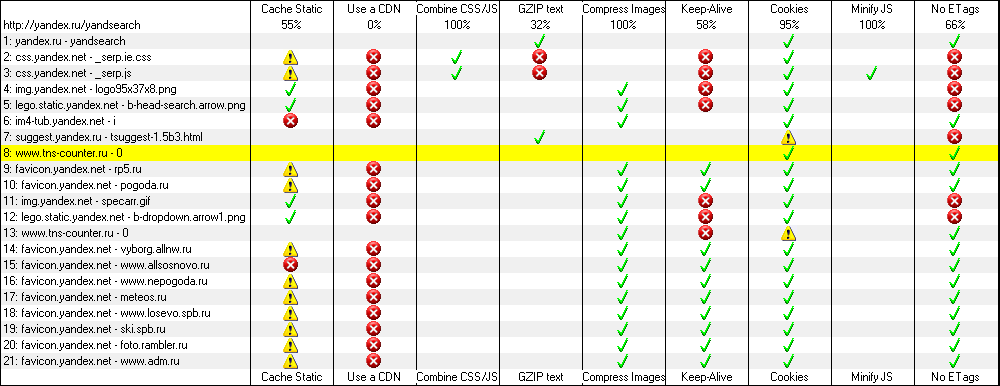 Cache Static Use a CDN Combine CSS/JS GZIP text Compress Images Keep-Alive Cookies Minify JS No ETags
http://yandex.ru/yandsearch 55% 0% 100% 32% 100% 58% 95% 100% 66%
1: yandex.ru - yandsearch
2: css.yandex.net - _serp.ie.css
3: css.yandex.net - _serp.js
4: img.yandex.net - logo95x37x8.png
5: lego.static.yandex.net - b-head-search.arrow.png
6: im4-tub.yandex.net - i
7: suggest.yandex.ru - tsuggest-1.5b3.html
8: www.tns-counter.ru - 0
9: favicon.yandex.net - rp5.ru
10: favicon.yandex.net - pogoda.ru
11: img.yandex.net - specarr.gif
12: lego.static.yandex.net - b-dropdown.arrow1.png
13: www.tns-counter.ru - 0
14: favicon.yandex.net - vyborg.allnw.ru
15: favicon.yandex.net - www.allsosnovo.ru
16: favicon.yandex.net - www.nepogoda.ru
17: favicon.yandex.net - meteos.ru
18: favicon.yandex.net - www.losevo.spb.ru
19: favicon.yandex.net - ski.spb.ru
20: favicon.yandex.net - foto.rambler.ru
21: favicon.yandex.net - www.adm.ru
Cache Static Use a CDN Combine CSS/JS GZIP text Compress Images Keep-Alive Cookies Minify JS No ETags